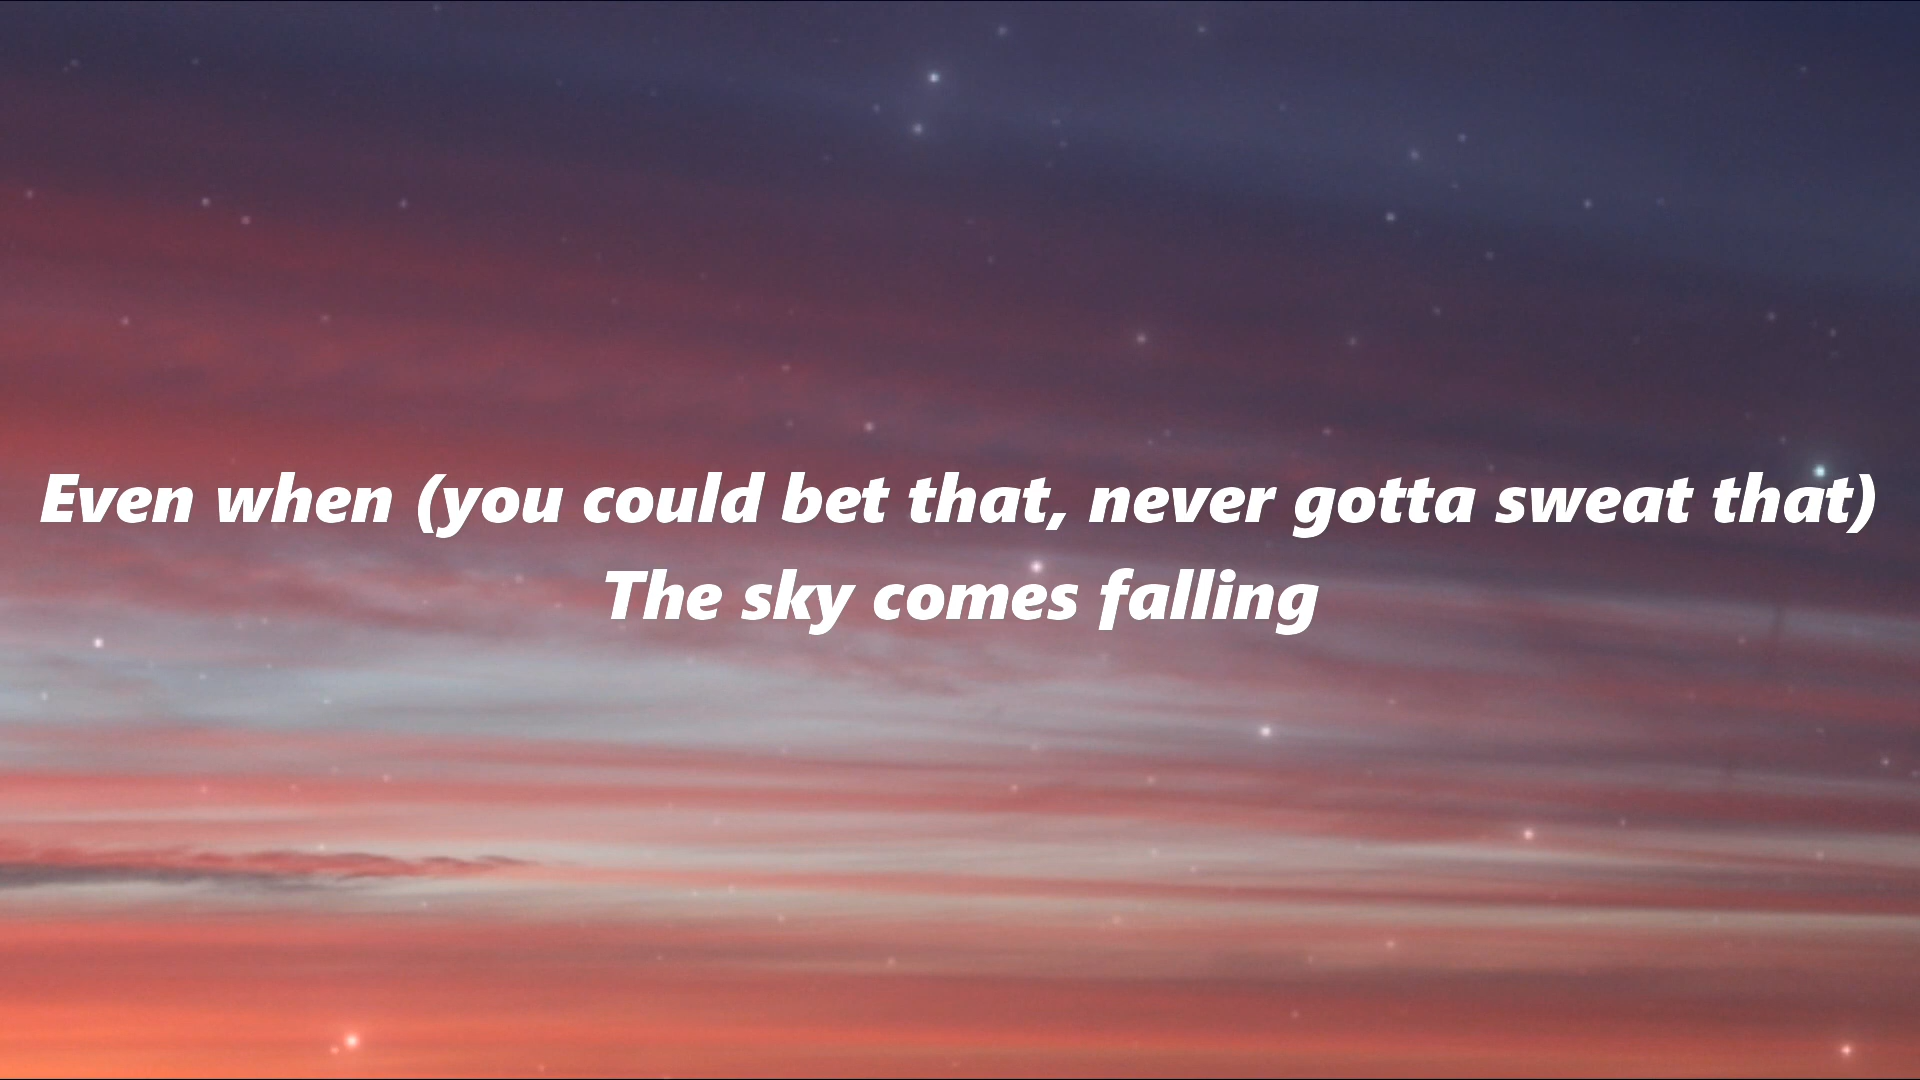 Even when (you could bet that, never gotta sweat that)
The sky comes falling